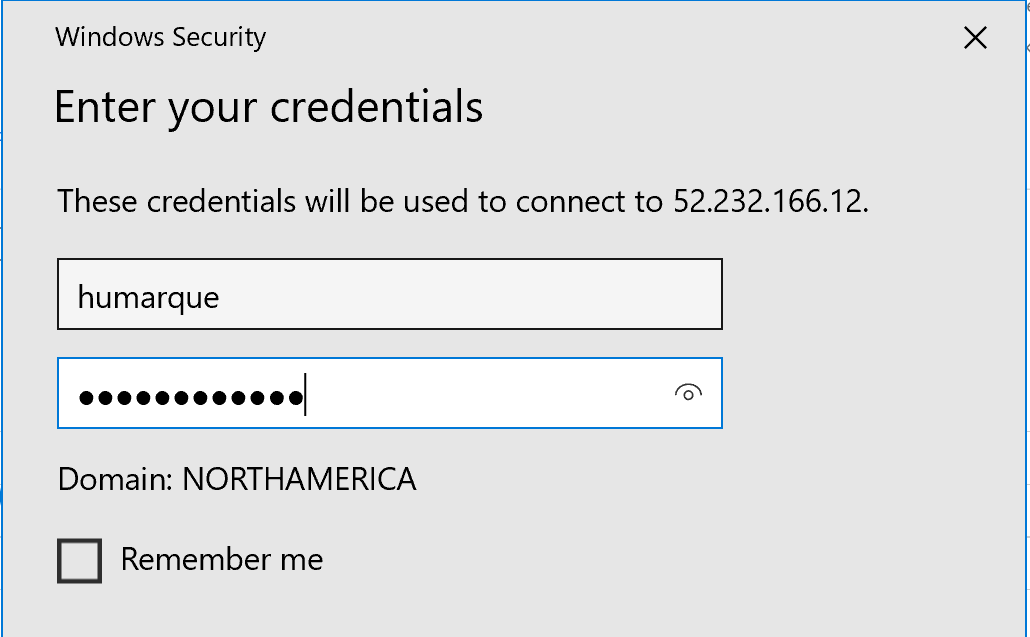 Windows Security
Enter your credentials
These credentials will be used to connect to 52.232.166.12.
humarque
●●●●●●●●●●●●
Domain: NORTHAMERICA
Remember me